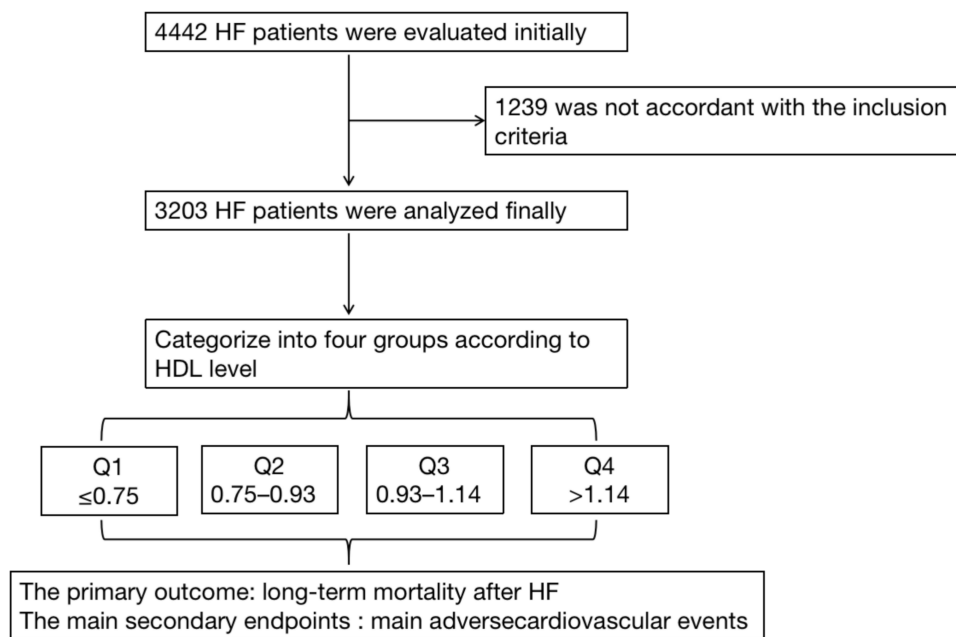 4442 HF patients were evaluated initially
1239 was not accordant with the inclusion
criteria
3203 HF patients were analyzed finally
Categorize into four groups according to
HDL level
Q1
≤0.75
Q2
0.75–0.93
Q3
0.93–1.14
Q4
>1.14
The primary outcome: long-term mortality after HF
The main secondary endpoints : main adversecardiovascular events